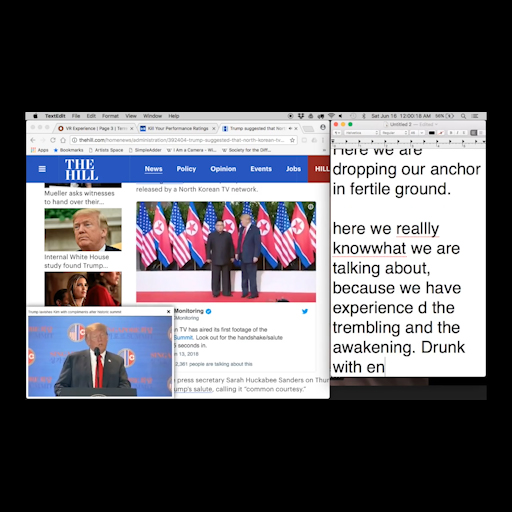 TextEdit File Edit Format View Window Help
Sat Jun 16 12:00:18 AM 99%
VR Experience | Page 3 | Tens
KG Your Performance Ratings
Trump suggested that North
thehill.com/homenews/administration/392404-trump-suggested-that-north-korean-tv
Apps Bookmarks Artists Space SimpleAdder I Am a Camera - W... Society for the Diff...
THE HILL
News Policy Opinion Events Jobs HILL
Mueller asks witnesses
to hand over their...
Internal White House
study found Trump...
released by a North Korean TV network.
Monitoring
Monitoring
n TV has aired its first footage of the
Summit. Look out for the handshake/salute
seconds in.
13, 2018
people are talking about this
press secretary Sarah Huckabee Sanders on Thur
ump's salute, calling it "common courtesy."
Trump lavishes Kim with compliments after historic summit
Untitled 2 — Edited
Helvetica
Here we are
dropping our anchor
in fertile ground.
here we reallly
knowwhat we are
talking about,
because we have
experience d the
trembling and the
awakening. Drunk
with en